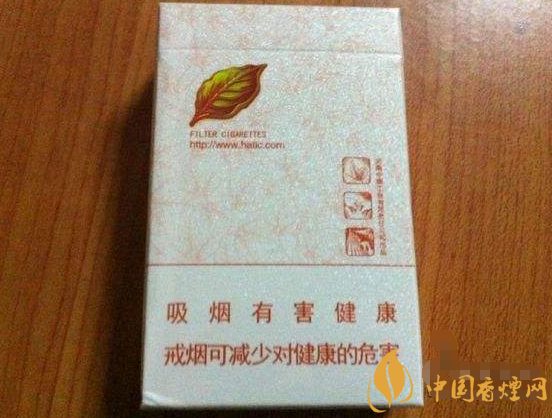 FILTER CIGARETTES
http://www.hatic.com
吸烟有害健康
戒烟可减少对健康的危害
中国香烟网